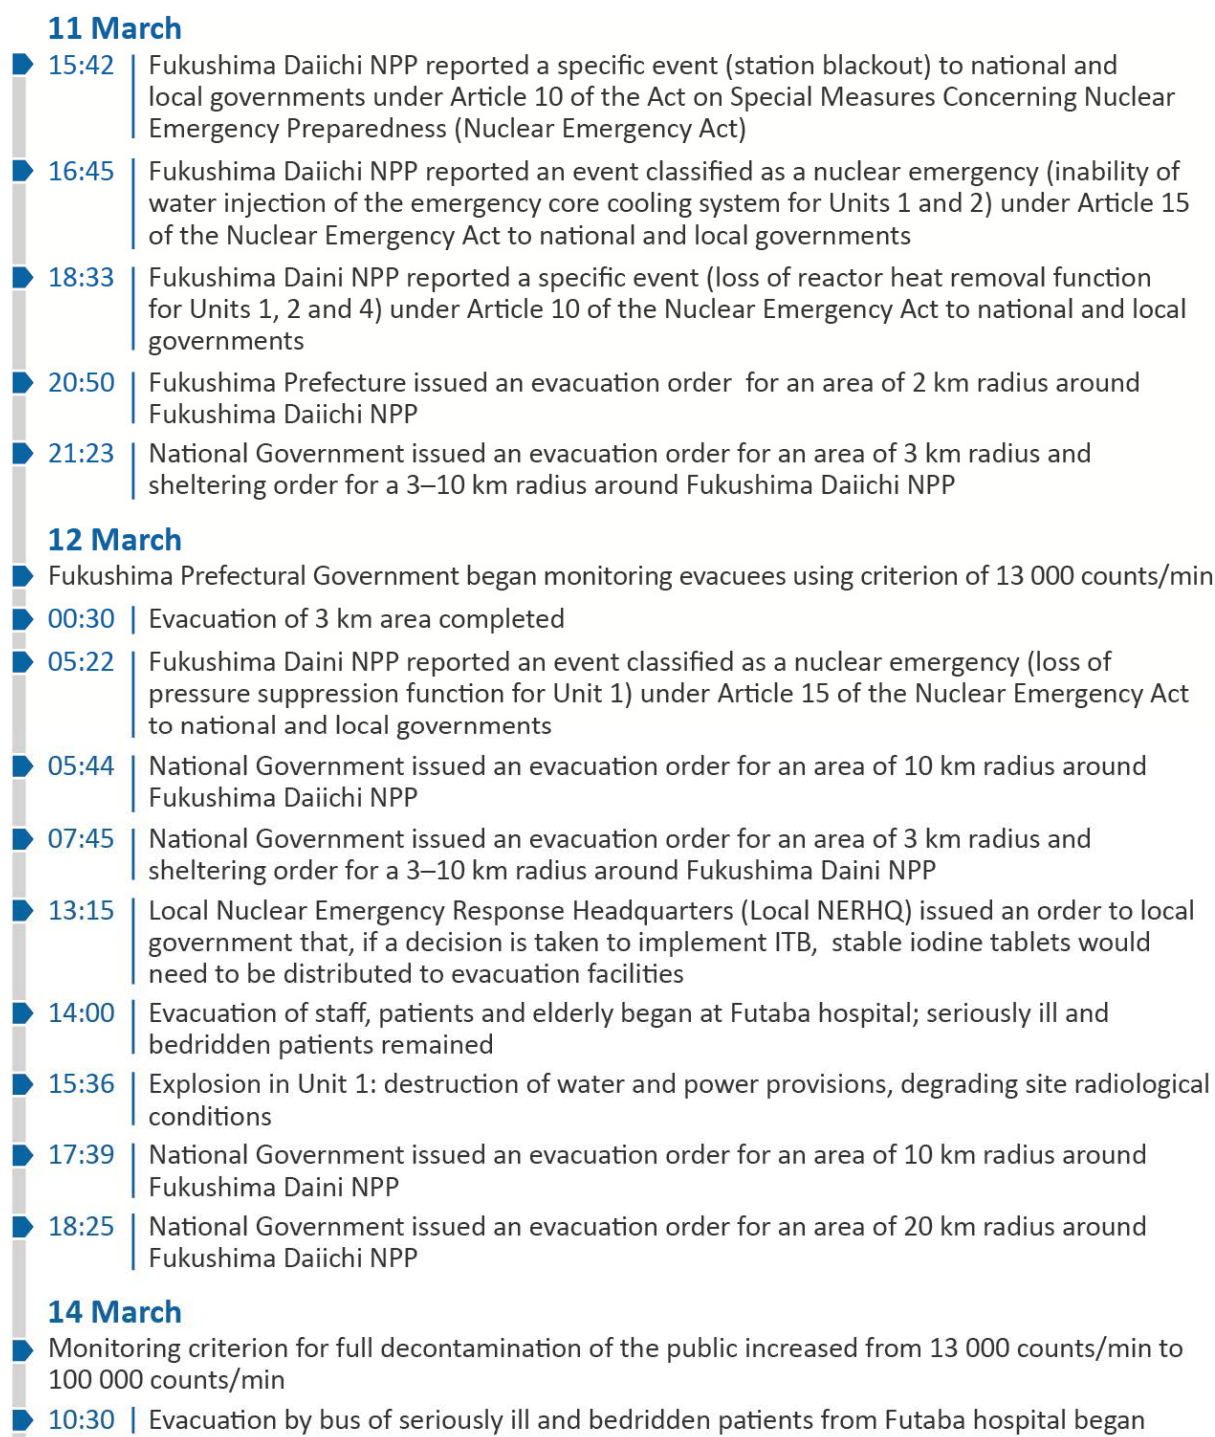 11 March
15:42 Fukushima Daiichi NPP reported a specific event (station blackout) to national and
local governments under Article 10 of the Act on Special Measures Concerning Nuclear
Emergency Preparedness (Nuclear Emergency Act)
16:45 Fukushima Daiichi NPP reported an event classified as a nuclear emergency (inability of
water injection of the emergency core cooling system for Units 1 and 2) under Article 15
of the Nuclear Emergency Act to national and local governments
18:33 Fukushima Daini NPP reported a specific event (loss of reactor heat removal function
for Units 1, 2 and 4) under Article 10 of the Nuclear Emergency Act to national and local
governments
20:50 Fukushima Prefecture issued an evacuation order for an area of 2 km radius around
Fukushima Daiichi NPP
21:23 National Government issued an evacuation order for an area of 3 km radius and
sheltering order for a 3–10 km radius around Fukushima Daiichi NPP
12 March
Fukushima Prefectural Government began monitoring evacuees using criterion of 13 000 counts/min
00:30 Evacuation of 3 km area completed
05:22 Fukushima Daini NPP reported an event classified as a nuclear emergency (loss of
pressure suppression function for Unit 1) under Article 15 of the Nuclear Emergency Act
to national and local governments
05:44 National Government issued an evacuation order for an area of 10 km radius around
Fukushima Daiichi NPP
07:45 National Government issued an evacuation order for an area of 3 km radius and
sheltering order for a 3–10 km radius around Fukushima Daini NPP
13:15 Local Nuclear Emergency Response Headquarters (Local NERHQ) issued an order to local
government that, if a decision is taken to implement ITB, stable iodine tablets would
need to be distributed to evacuation facilities
14:00 Evacuation of staff, patients and elderly began at Futaba hospital; seriously ill and
bedridden patients remained
15:36 Explosion in Unit 1: destruction of water and power provisions, degrading site radiological
conditions
17:39 National Government issued an evacuation order for an area of 10 km radius around
Fukushima Daini NPP
18:25 National Government issued an evacuation order for an area of 20 km radius around
Fukushima Daiichi NPP
14 March
Monitoring criterion for full decontamination of the public increased from 13 000 counts/min to
100 000 counts/min
10:30 Evacuation by bus of seriously ill and bedridden patients from Futaba hospital began